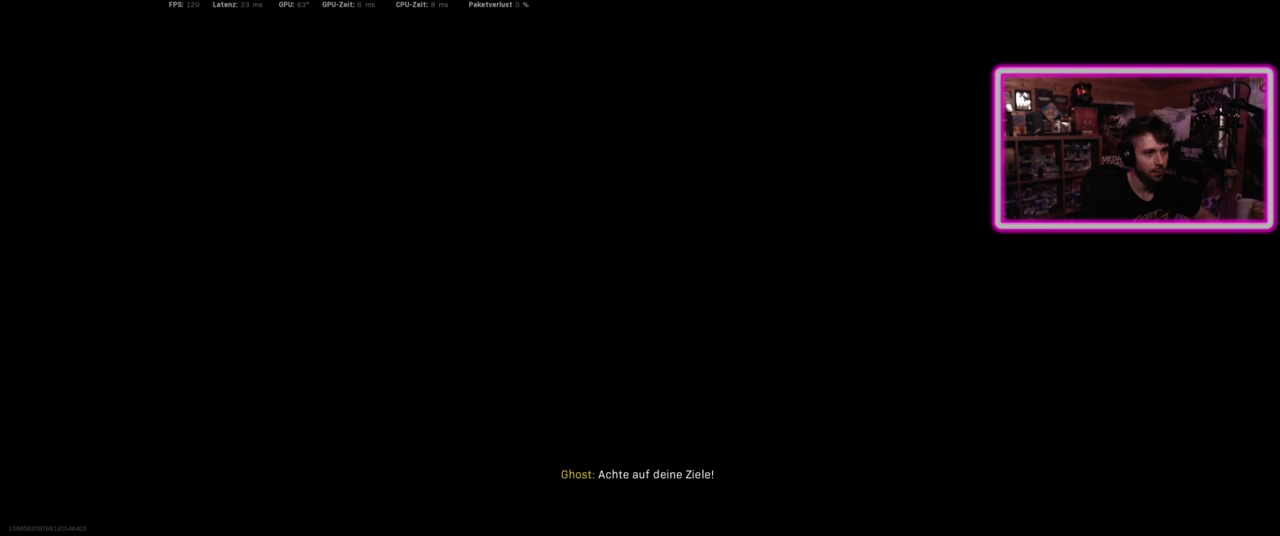 FPS: 120 Latenz: 23 ms GPU: 63° GPU-Zeit: 6 ms CPU-Zeit: 8 ms Paketverlust 0 %
Ghost: Achte auf deine Ziele!